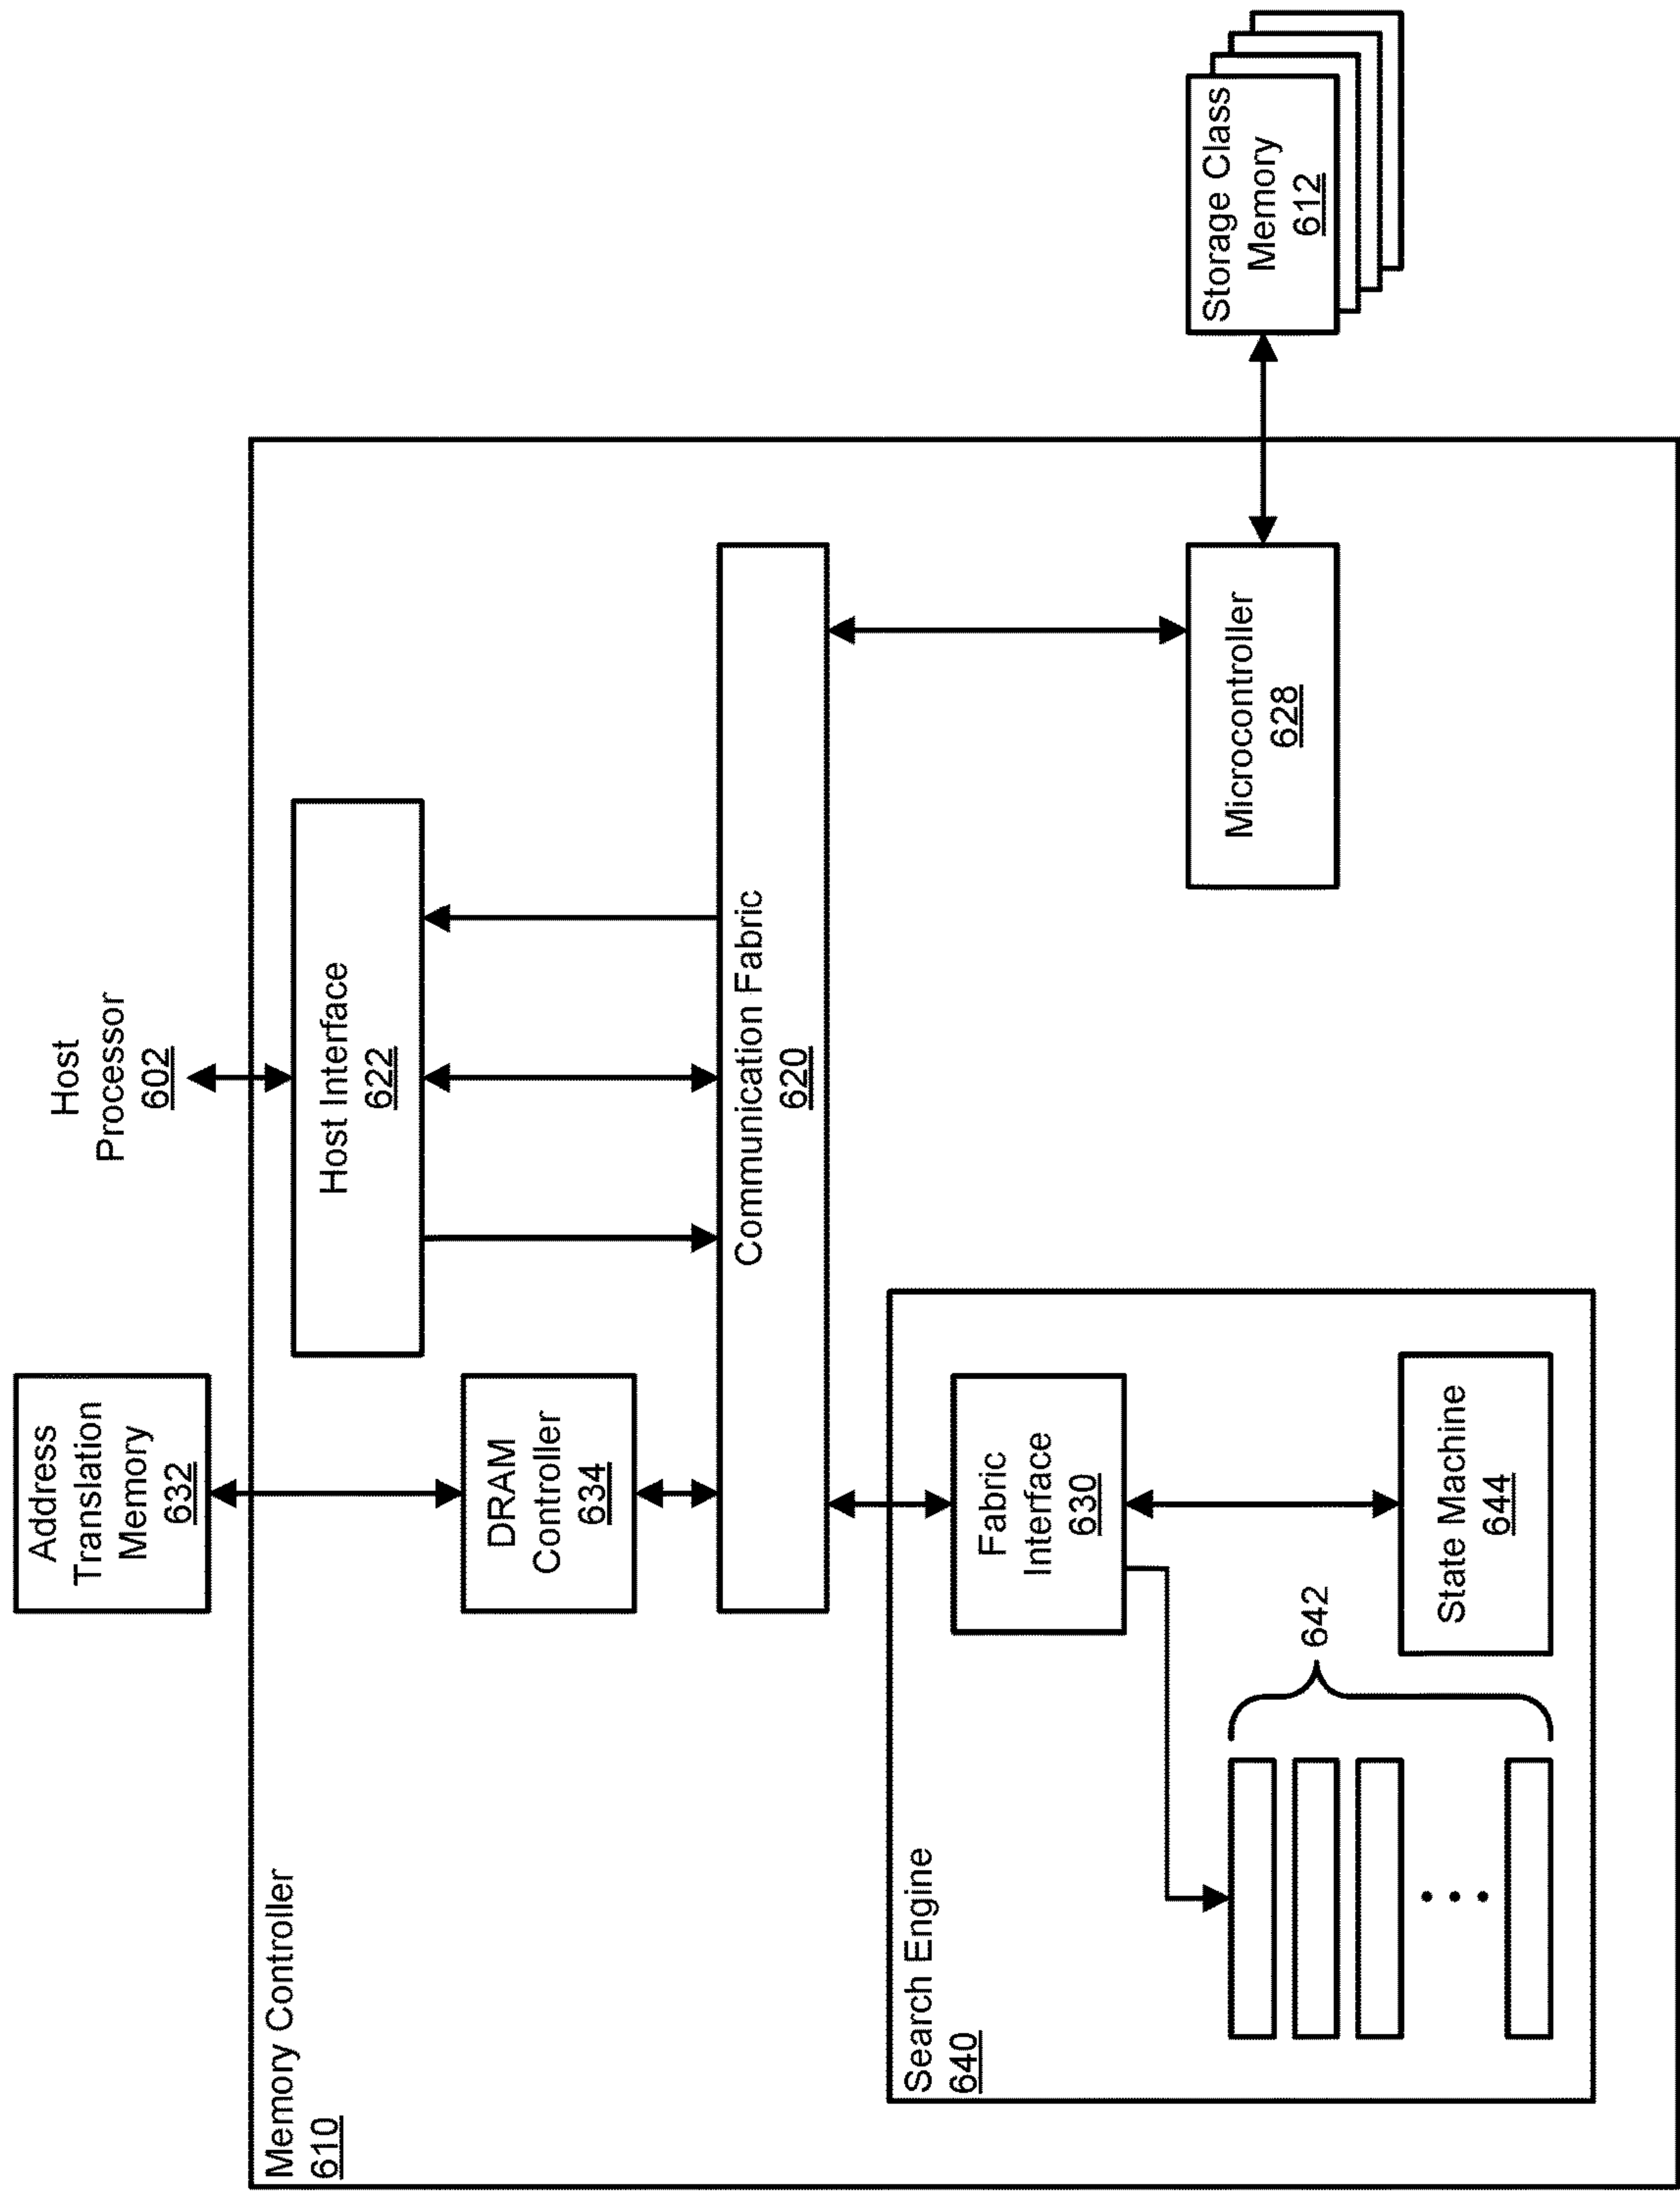 Address
Translation
Memory
632
Host
Processor
602
Memory Controller
610
Host Interface
622
DRAM
Controller
634
Communication Fabric
620
Search Engine
640
Fabric
Interface
630
642
State Machine
644
Microcontroller
628
Storage Class
Memory
612